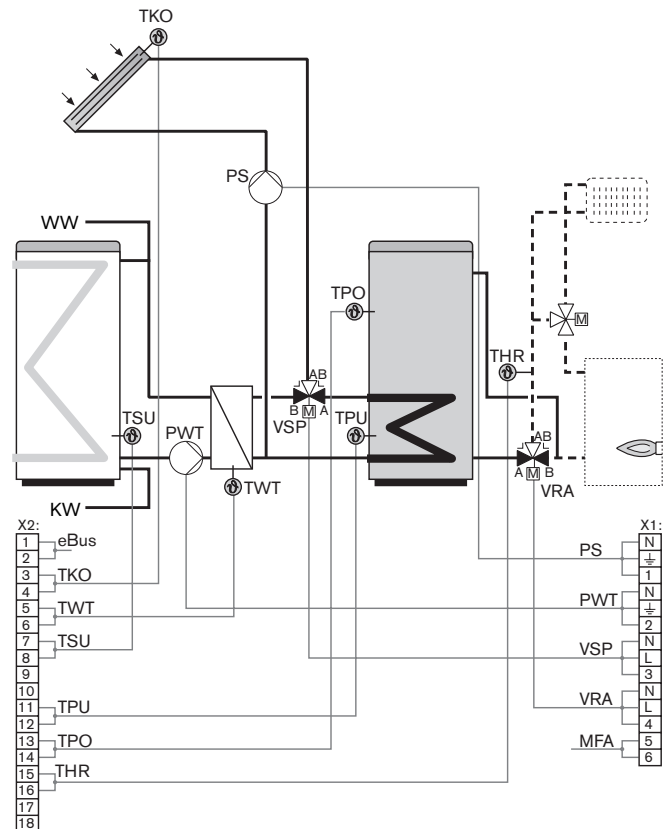 TKO
PS
WW
TPO
M
THR
AB
B M A
VSP
TSU
PWT
TPU
TWT
AB
A M B
VRA
KW
X2:
1 eBus
2
3 TKO
4
5 TWT
6
7 TSU
8
9
10
11 TPU
12
13 TPO
14
15 THR
16
17
18
X1:
PS N
1
PWT N
2
VSP N
L
3
VRA N
L
4
MFA 5
6
ϑ
ϑ
ϑ
ϑ
ϑ
ϑ